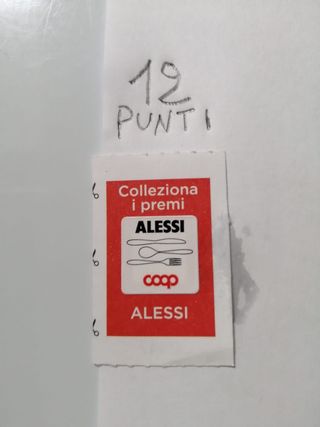 12
PUNTI
Colleziona
i premi
ALESSI
coop
ALESSI